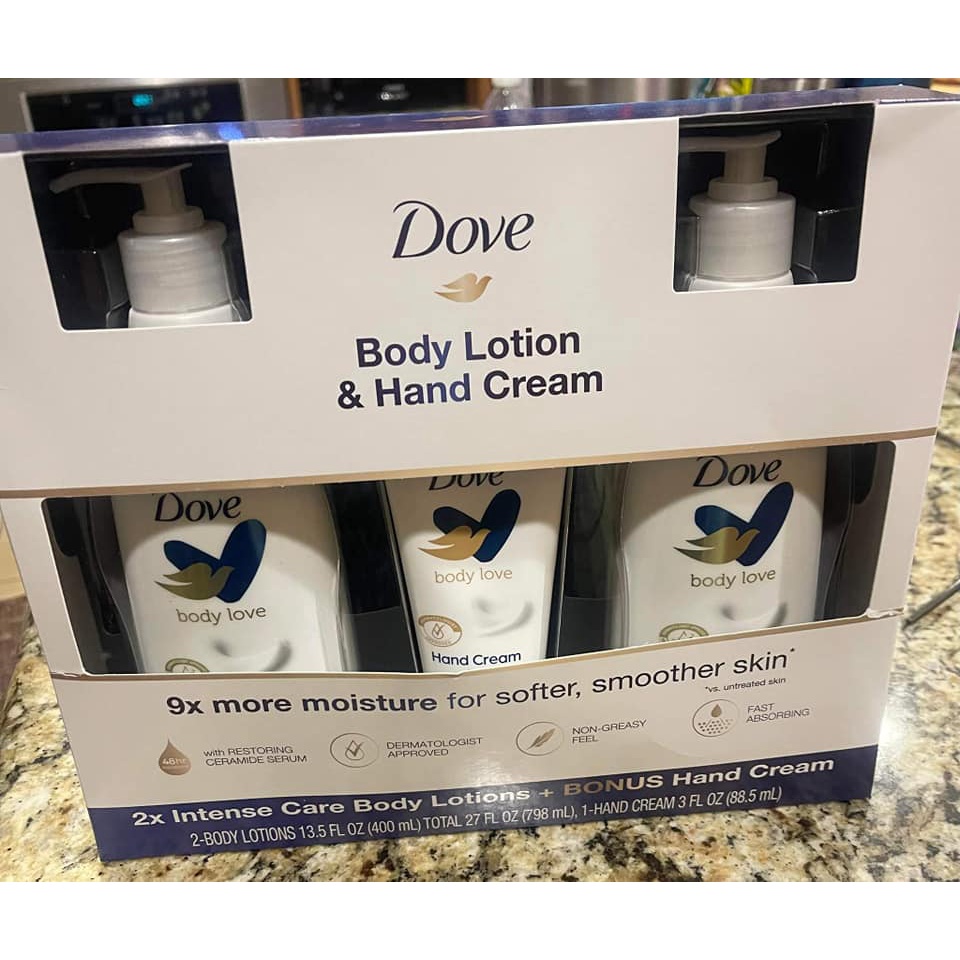 Dove
Body Lotion
& Hand Cream
Dove
body love
Dove
body love
Hand Cream
Dove
body love
9x more moisture for softer, smoother skin*
*vs. untreated skin
48hr
with RESTORING
CERAMIDE SERUM
DERMATOLOGIST
APPROVED
NON-GREASY
FEEL
FAST
ABSORBING
2x Intense Care Body Lotions + BONUS Hand Cream
2-BODY LOTIONS 13.5 FL OZ (400 mL) TOTAL 27 FL OZ (798 mL), 1-HAND CREAM 3 FL OZ (88.5 mL)